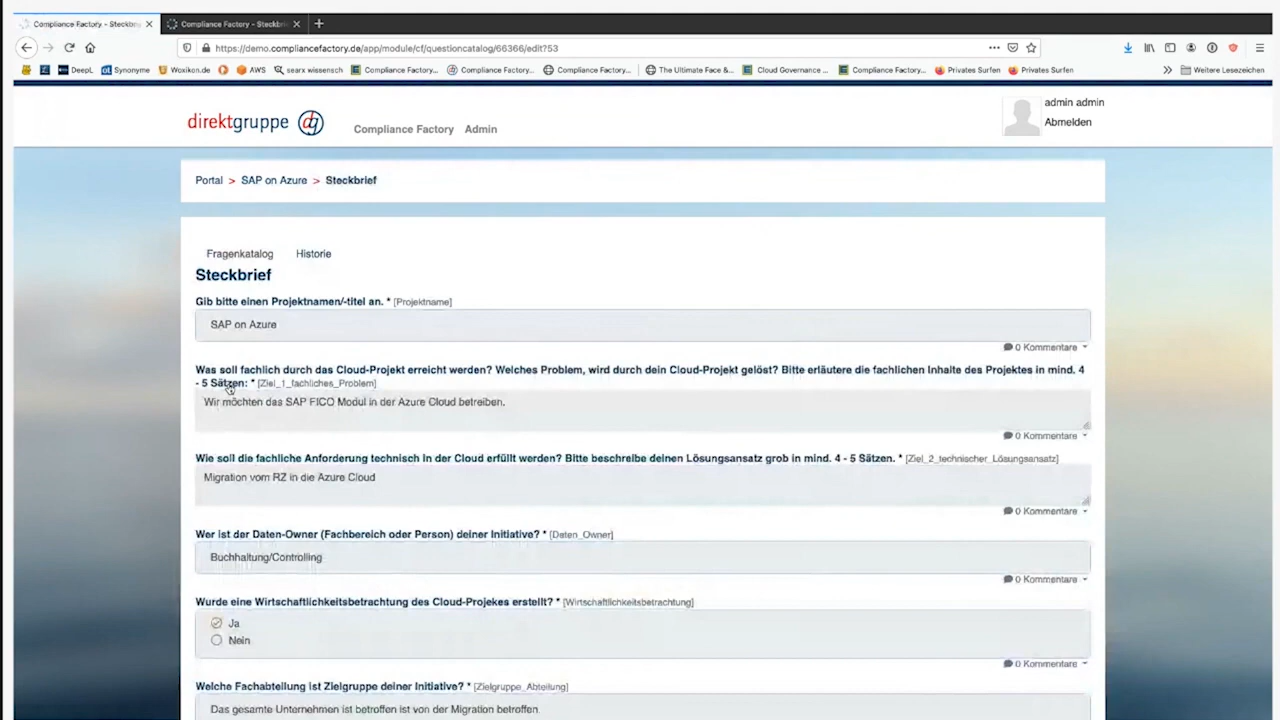 Compliance Factory - Steckbri
Compliance Factory - Steckbri
https://demo.compliancefactory.de/app/module/cf/questioncatalog/66366/edit?53
DeepL
Synonyme
Woxikon.de
AWS
searx wissensch
Compliance Factory...
Compliance Factory...
Compliance Factory...
The Ultimate Face &...
Cloud Governance ...
Compliance Factory...
Privates Surfen
Privates Surfen
Weitere Lesezeichen
direktgruppe dg
Compliance Factory
Admin
admin admin
Abmelden
Portal > SAP on Azure > Steckbrief
Fragenkatalog
Historie
Steckbrief
Gib bitte einen Projektnamen/-titel an. * [Projektname]
SAP on Azure
0 Kommentare
Was soll fachlich durch das Cloud-Projekt erreicht werden? Welches Problem, wird durch dein Cloud-Projekt gelöst? Bitte erläutere die fachlichen Inhalte des Projektes in mind. 4
- 5 Sätzen: * [Ziel_1_fachliches_Problem]
Wir möchten das SAP FICO Modul in der Azure Cloud betreiben.
0 Kommentare
Wie soll die fachliche Anforderung technisch in der Cloud erfüllt werden? Bitte beschreibe deinen Lösungsansatz grob in mind. 4 - 5 Sätzen. * [Ziel_2_technischer_Lösungsansatz]
Migration vom RZ in die Azure Cloud
0 Kommentare
Wer ist der Daten-Owner (Fachbereich oder Person) deiner Initiative? * [Daten_Owner]
Buchhaltung/Controlling
0 Kommentare
Wurde eine Wirtschaftlichkeitsbetrachtung des Cloud-Projekes erstellt? * [Wirtschaftlichkeitsbetrachtung]
Ja
Nein
0 Kommentare
Welche Fachabteilung ist Zielgruppe deiner Initiative? * [Zielgruppe_Abteilung]
Das gesamte Unternehmen ist betroffen ist von der Migration betroffen.